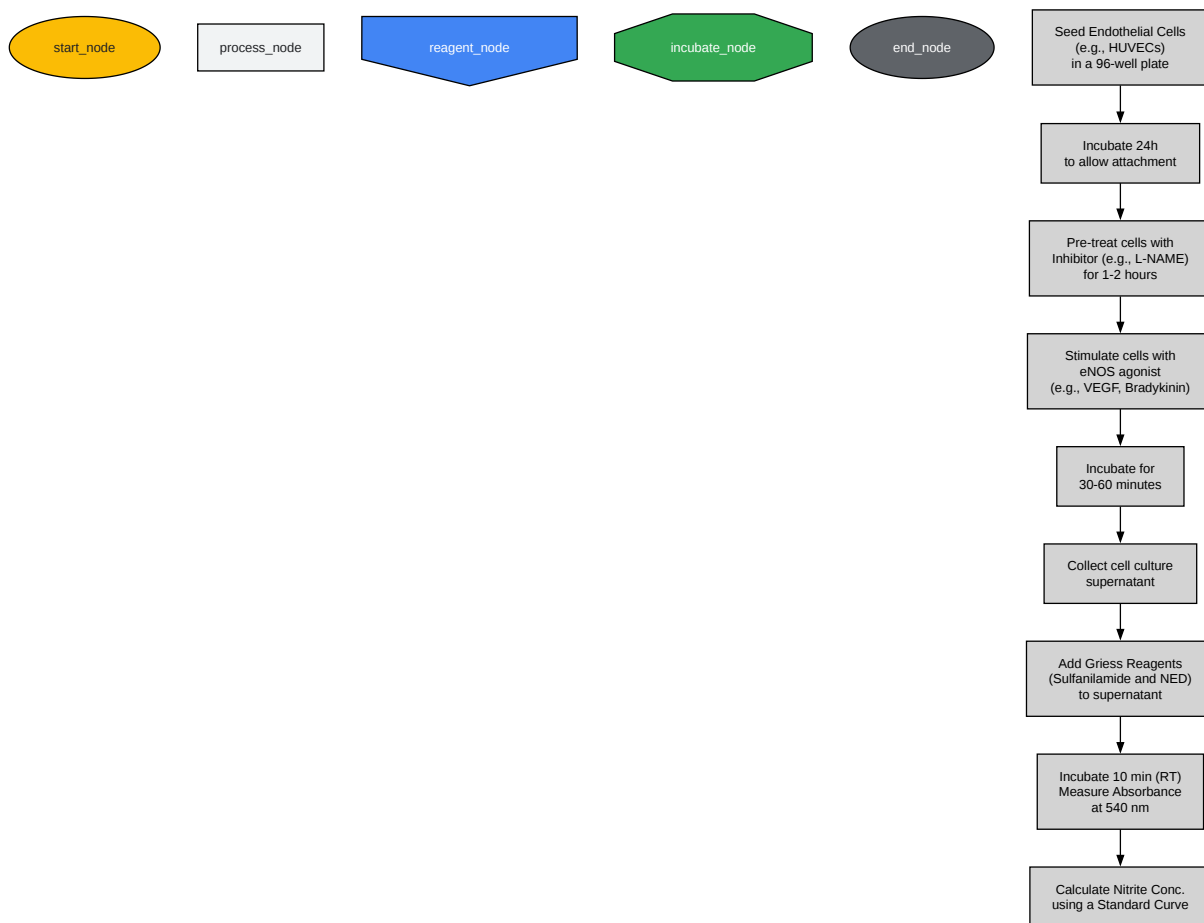 start_node
process_node
reagent_node
incubate_node
end_node
Seed Endothelial Cells
(e.g., HUVECs)
in a 96-well plate
Incubate 24h
to allow attachment
Pre-treat cells with
Inhibitor (e.g., L-NAME)
for 1-2 hours
Stimulate cells with
eNOS agonist
(e.g., VEGF, Bradykinin)
Incubate for
30-60 minutes
Collect cell culture
supernatant
Add Griess Reagents
(Sulfanilamide and NED)
to supernatant
Incubate 10 min (RT)
Measure Absorbance
at 540 nm
Calculate Nitrite Conc.
using a Standard Curve